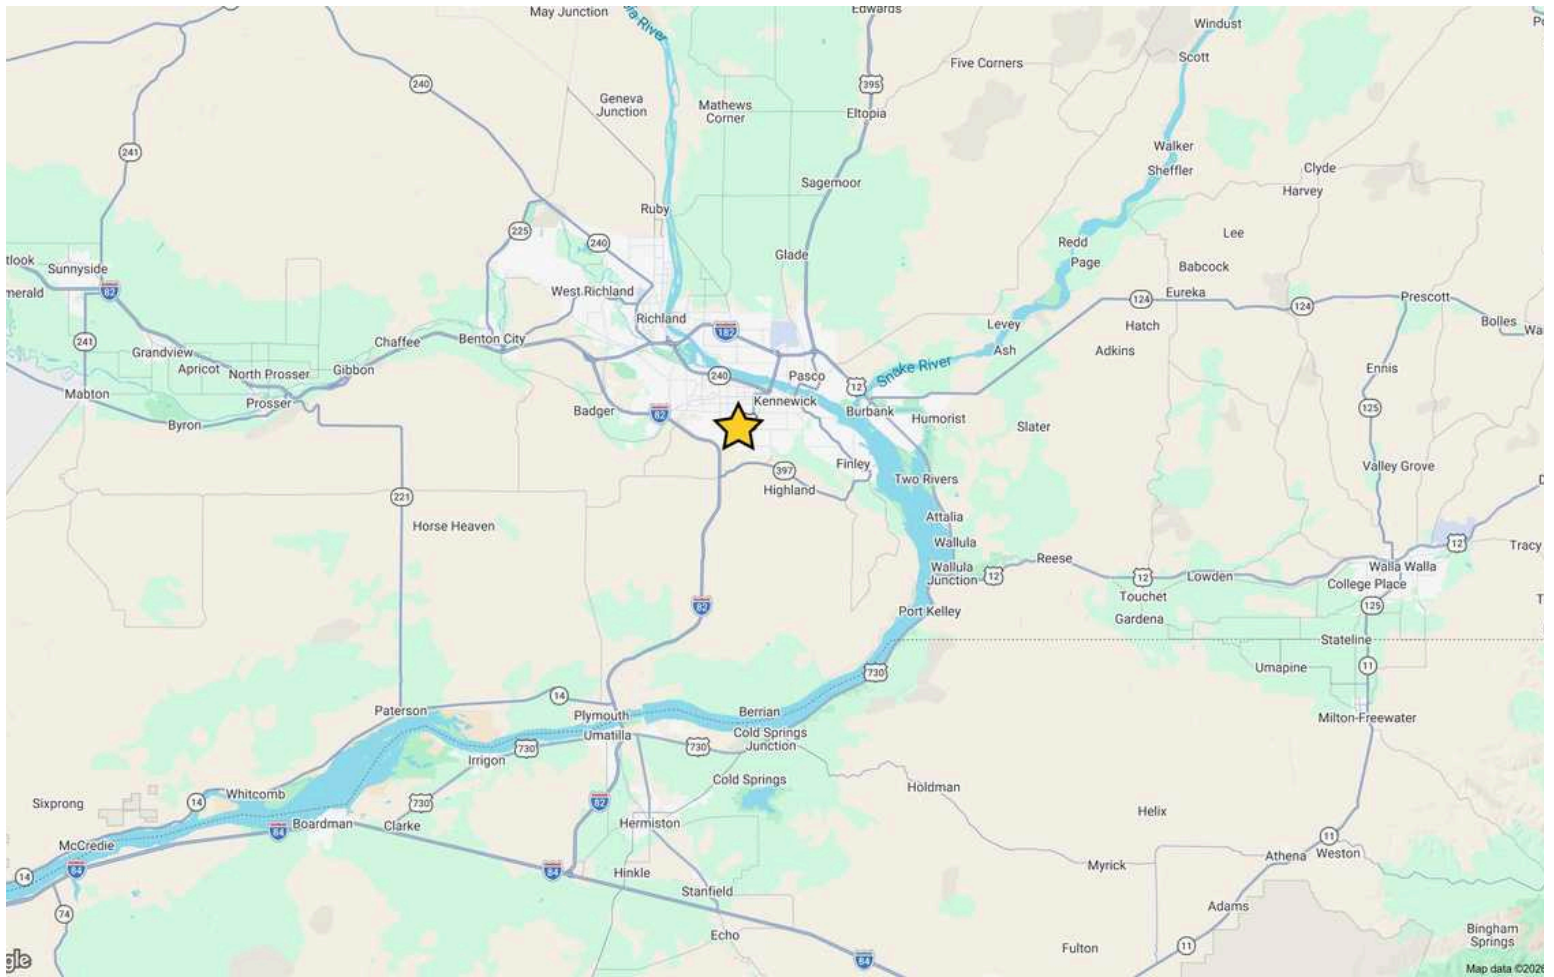 May Junction
Edwards
Windust
Scott
240
Five Corners
395
Geneva
Junction
Mathews
Corner
Eltopia
241
Walker
Sheffler
Clyde
Harvey
Sagemoor
Ruby
225
240
Lee
Redd
Page
Glade
Babcock
Sunnyside
82
West Richland
124
Eureka
124
Prescott
Richland
182
Levey
Hatch
Bolles
241
Benton City
Chaffee
Ash
Adkins
Grandview
Apricot
North Prosser
Gibbon
Snake River
Ennis
240
Pasco
12
Mabton
Prosser
Kennewick
125
Badger
82
Burbank
Humorist
Byron
Slater
Finley
397
Valley Grove
Highland
Two Rivers
221
Attalia
Horse Heaven
Wallula
12
Tracy
Wallula
Junction
12
Reese
12
Lowden
Walla Walla
College Place
Touchet
125
82
Port Kelley
Gardena
Stateline
Umapine
11
730
14
Paterson
Plymouth
Berrian
Milton-Freewater
Umatilla
730
730
Cold Springs
Junction
Irrigon
Cold Springs
Holdman
Whitcomb
14
Sixprong
730
82
Helix
84
Boardman
Clarke
Hermiston
11
McCredie
Athena
Weston
14
84
84
Hinkle
Myrick
Stanfield
74
Adams
Echo
Fulton
11
Bingham
Springs
84
Map data ©2026